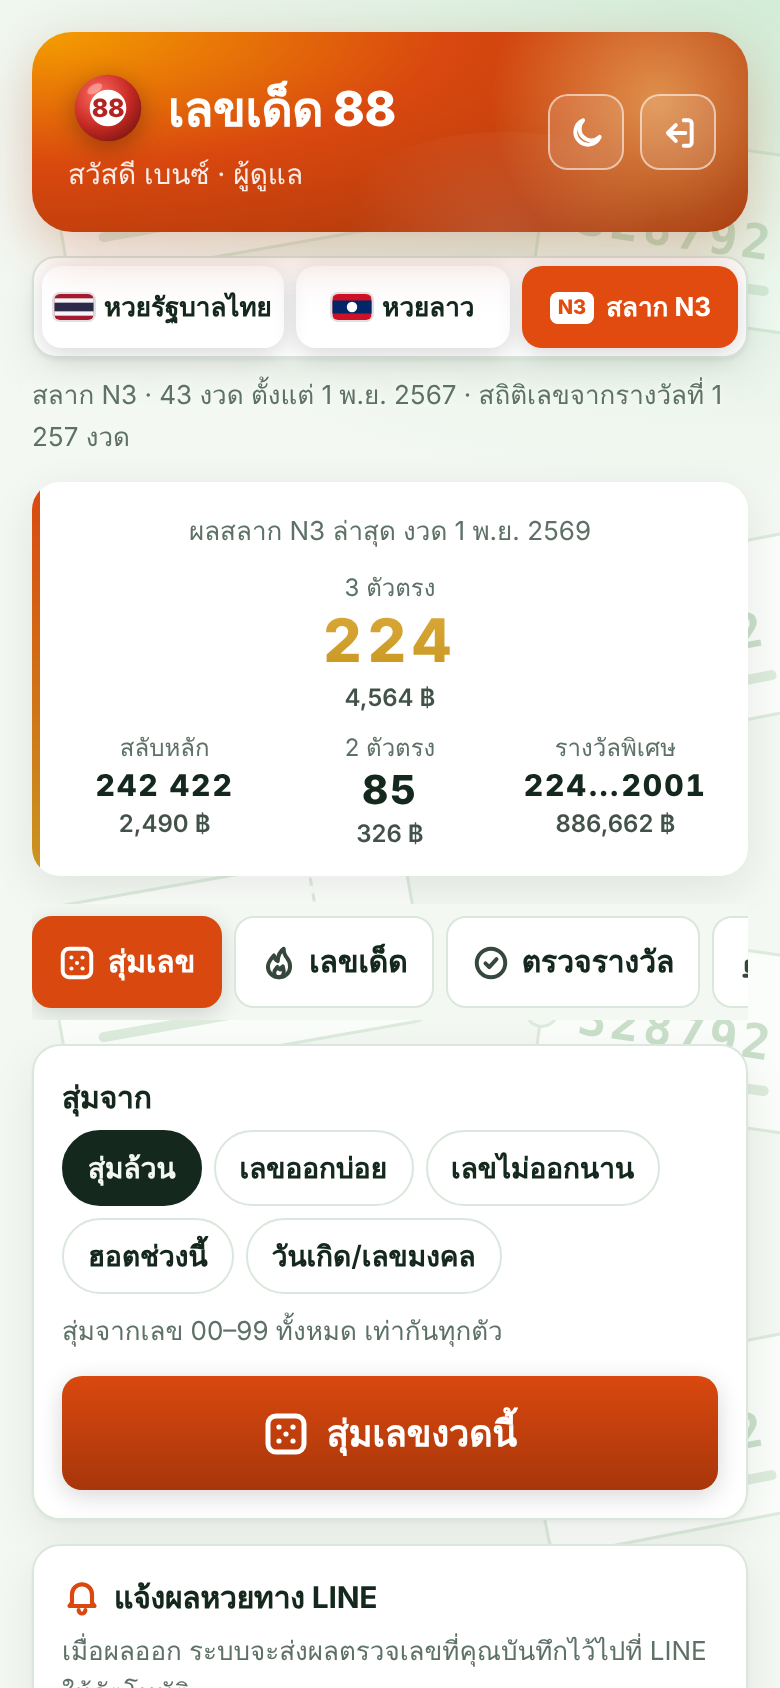 88
เลขเด็ด 88
สวัสดี เบนซ์ · ผู้ดูแล
328792
หวยรัฐบาลไทย
หวยลาว
N3 สลาก N3
สลาก N3 · 43 งวด ตั้งแต่ 1 พ.ย. 2567 · สถิติเลขจากรางวัลที่ 1
257 งวด
ผลสลาก N3 ล่าสุด งวด 1 พ.ย. 2569
3 ตัวตรง
224
4,564 ฿
สลับหลัก
242 422
2,490 ฿
2 ตัวตรง
85
326 ฿
รางวัลพิเศษ
224...2001
886,662 ฿
สุ่มเลข
เลขเด็ด
ตรวจรางวัล
328792
สุ่มจาก
สุ่มล้วน
เลขออกบ่อย
เลขไม่ออกนาน
ฮอตช่วงนี้
วันเกิด/เลขมงคล
สุ่มจากเลข 00–99 ทั้งหมด เท่ากันทุกตัว
สุ่มเลขงวดนี้
แจ้งผลหวยทาง LINE
เมื่อผลออก ระบบจะส่งผลตรวจเลขที่คุณบันทึกไว้ไปที่ LINE